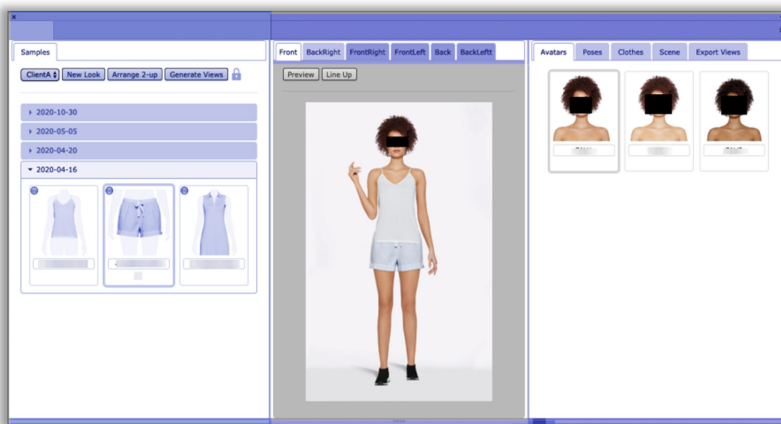 Samples
ClientA
New Look
Arrange 2-up
Generate Views
2020-10-30
2020-05-05
2020-04-20
2020-04-16
Front
BackRight
FrontRight
FrontLeft
Back
BackLeftt
Preview
Line Up
Avatars
Poses
Clothes
Scene
Export Views